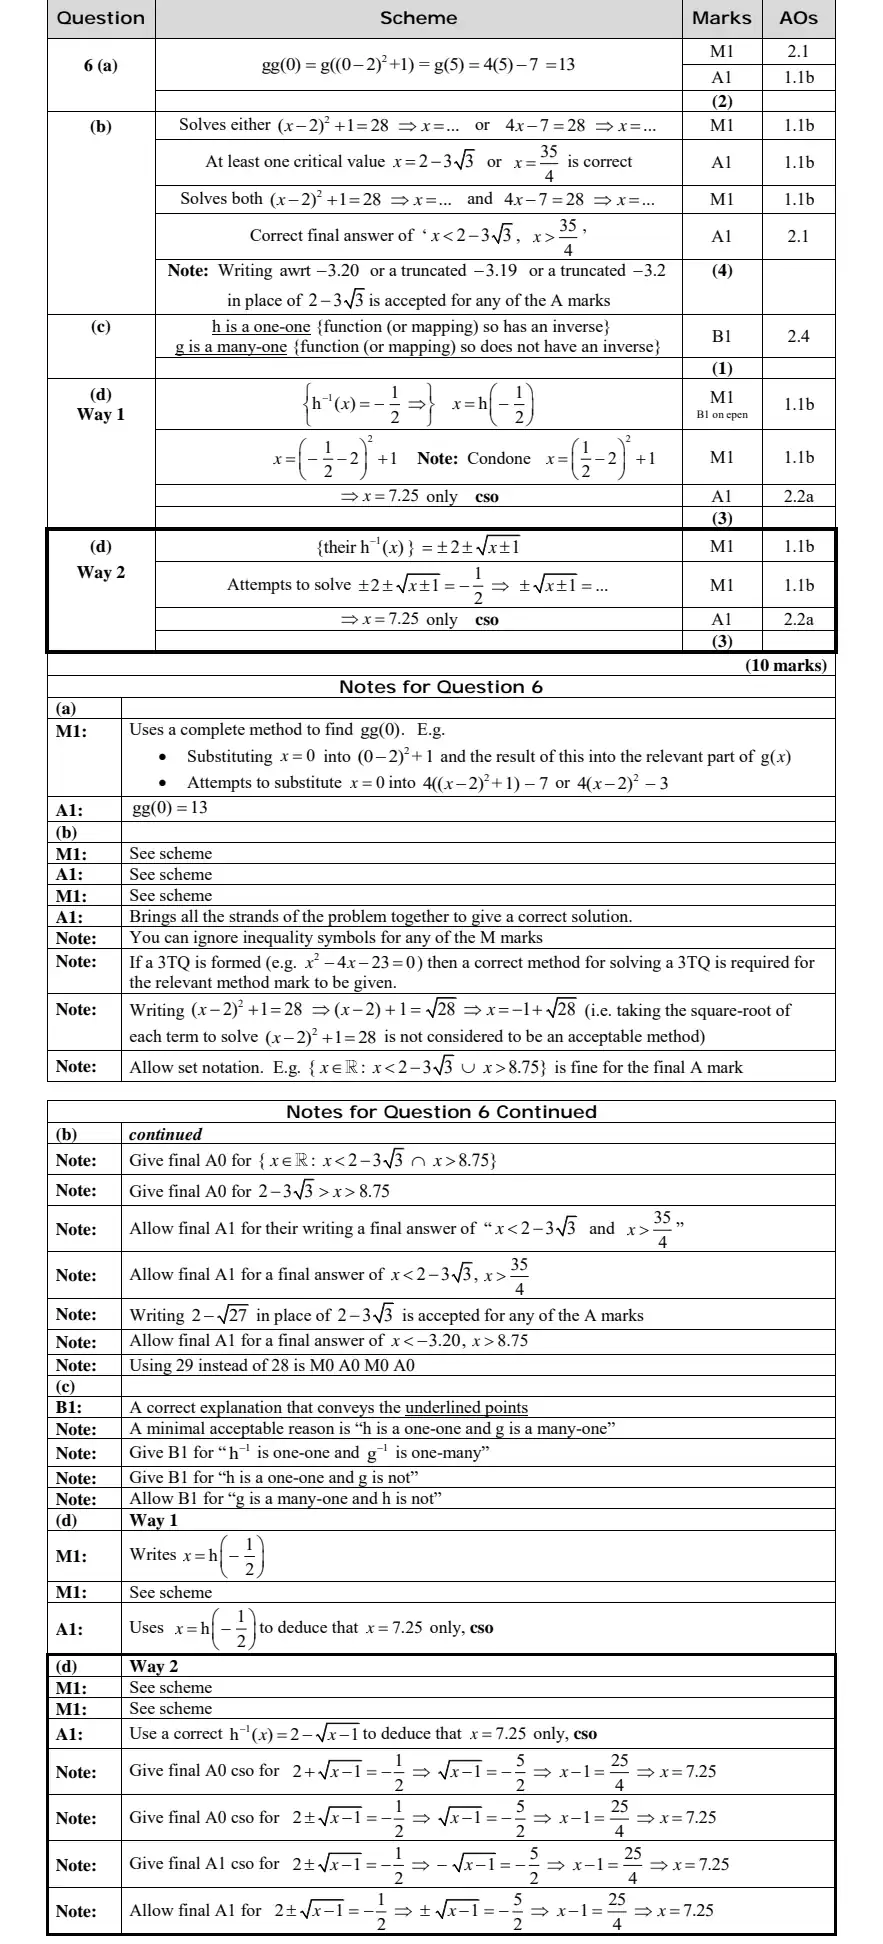 Question Scheme Marks AOs
6 (a) gg(0) = g((0 − 2)²+1) = g(5) = 4(5) − 7 = 13 M1 2.1
A1 1.1b
(2)
(b) Solves either (x − 2)² + 1 = 28 ⇒ x = ... or 4x − 7 = 28 ⇒ x = ... M1 1.1b
At least one critical value x = 2 − 3√3 or x = 35/4 is correct A1 1.1b
Solves both (x − 2)² + 1 = 28 ⇒ x = ... and 4x − 7 = 28 ⇒ x = ... M1 1.1b
Correct final answer of ‘ x < 2 − 3√3 , x > 35/4 ’ A1 2.1
Note: Writing awrt −3.20 or a truncated −3.19 or a truncated −3.2 (4)
in place of 2 − 3√3 is accepted for any of the A marks
(c) h is a one-one {function (or mapping) so has an inverse}
g is a many-one {function (or mapping) so does not have an inverse} B1 2.4
(1)
(d) Way 1 {h⁻¹(x) = −1/2 ⇒} x = h(−1/2) M1 B1 on epen 1.1b
x = (−1/2 − 2)² + 1 Note: Condone x = (1/2 − 2)² + 1 M1 1.1b
⇒ x = 7.25 only cso A1 2.2a
(3)
(d) Way 2 {their h⁻¹(x) } = ±2 ± √(x ± 1) M1 1.1b
Attempts to solve ±2 ± √(x ± 1) = −1/2 ⇒ ±√(x ± 1) = ... M1 1.1b
⇒ x = 7.25 only cso A1 2.2a
(3)
(10 marks)
Notes for Question 6
(a)
M1: Uses a complete method to find gg(0). E.g.
• Substituting x = 0 into (0 − 2)² + 1 and the result of this into the relevant part of g(x)
• Attempts to substitute x = 0 into 4((x − 2)² + 1) − 7 or 4(x − 2)² − 3
A1: gg(0) = 13
(b)
M1: See scheme
A1: See scheme
M1: See scheme
A1: Brings all the strands of the problem together to give a correct solution.
Note: You can ignore inequality symbols for any of the M marks
Note: If a 3TQ is formed (e.g. x² − 4x − 23 = 0) then a correct method for solving a 3TQ is required for
the relevant method mark to be given.
Note: Writing (x − 2)² + 1 = 28 ⇒ (x − 2) + 1 = √28 ⇒ x = −1 + √28 (i.e. taking the square-root of
each term to solve (x − 2)² + 1 = 28 is not considered to be an acceptable method)
Note: Allow set notation. E.g. { x ∈ ℝ : x < 2 − 3√3 ∪ x > 8.75} is fine for the final A mark
Notes for Question 6 Continued
(b) continued
Note: Give final A0 for { x ∈ ℝ : x < 2 − 3√3 ∩ x > 8.75}
Note: Give final A0 for 2 − 3√3 > x > 8.75
Note: Allow final A1 for their writing a final answer of “ x < 2 − 3√3 and x > 35/4 ”
Note: Allow final A1 for a final answer of x < 2 − 3√3, x > 35/4
Note: Writing 2 − √27 in place of 2 − 3√3 is accepted for any of the A marks
Note: Allow final A1 for a final answer of x < −3.20, x > 8.75
Note: Using 29 instead of 28 is M0 A0 M0 A0
(c)
B1: A correct explanation that conveys the underlined points
Note: A minimal acceptable reason is “h is a one-one and g is a many-one”
Note: Give B1 for “ h⁻¹ is one-one and g⁻¹ is one-many”
Note: Give B1 for “h is a one-one and g is not”
Note: Allow B1 for “g is a many-one and h is not”
(d) Way 1
M1: Writes x = h(−1/2)
M1: See scheme
A1: Uses x = h(−1/2) to deduce that x = 7.25 only, cso
(d) Way 2
M1: See scheme
M1: See scheme
A1: Use a correct h⁻¹(x) = 2 − √(x − 1) to deduce that x = 7.25 only, cso
Note: Give final A0 cso for 2 + √(x − 1) = −1/2 ⇒ √(x − 1) = −5/2 ⇒ x − 1 = 25/4 ⇒ x = 7.25
Note: Give final A0 cso for 2 ± √(x − 1) = −1/2 ⇒ √(x − 1) = −5/2 ⇒ x − 1 = 25/4 ⇒ x = 7.25
Note: Give final A1 cso for 2 ± √(x − 1) = −1/2 ⇒ −√(x − 1) = −5/2 ⇒ x − 1 = 25/4 ⇒ x = 7.25
Note: Allow final A1 for 2 ± √(x − 1) = −1/2 ⇒ ±√(x − 1) = −5/2 ⇒ x − 1 = 25/4 ⇒ x = 7.25